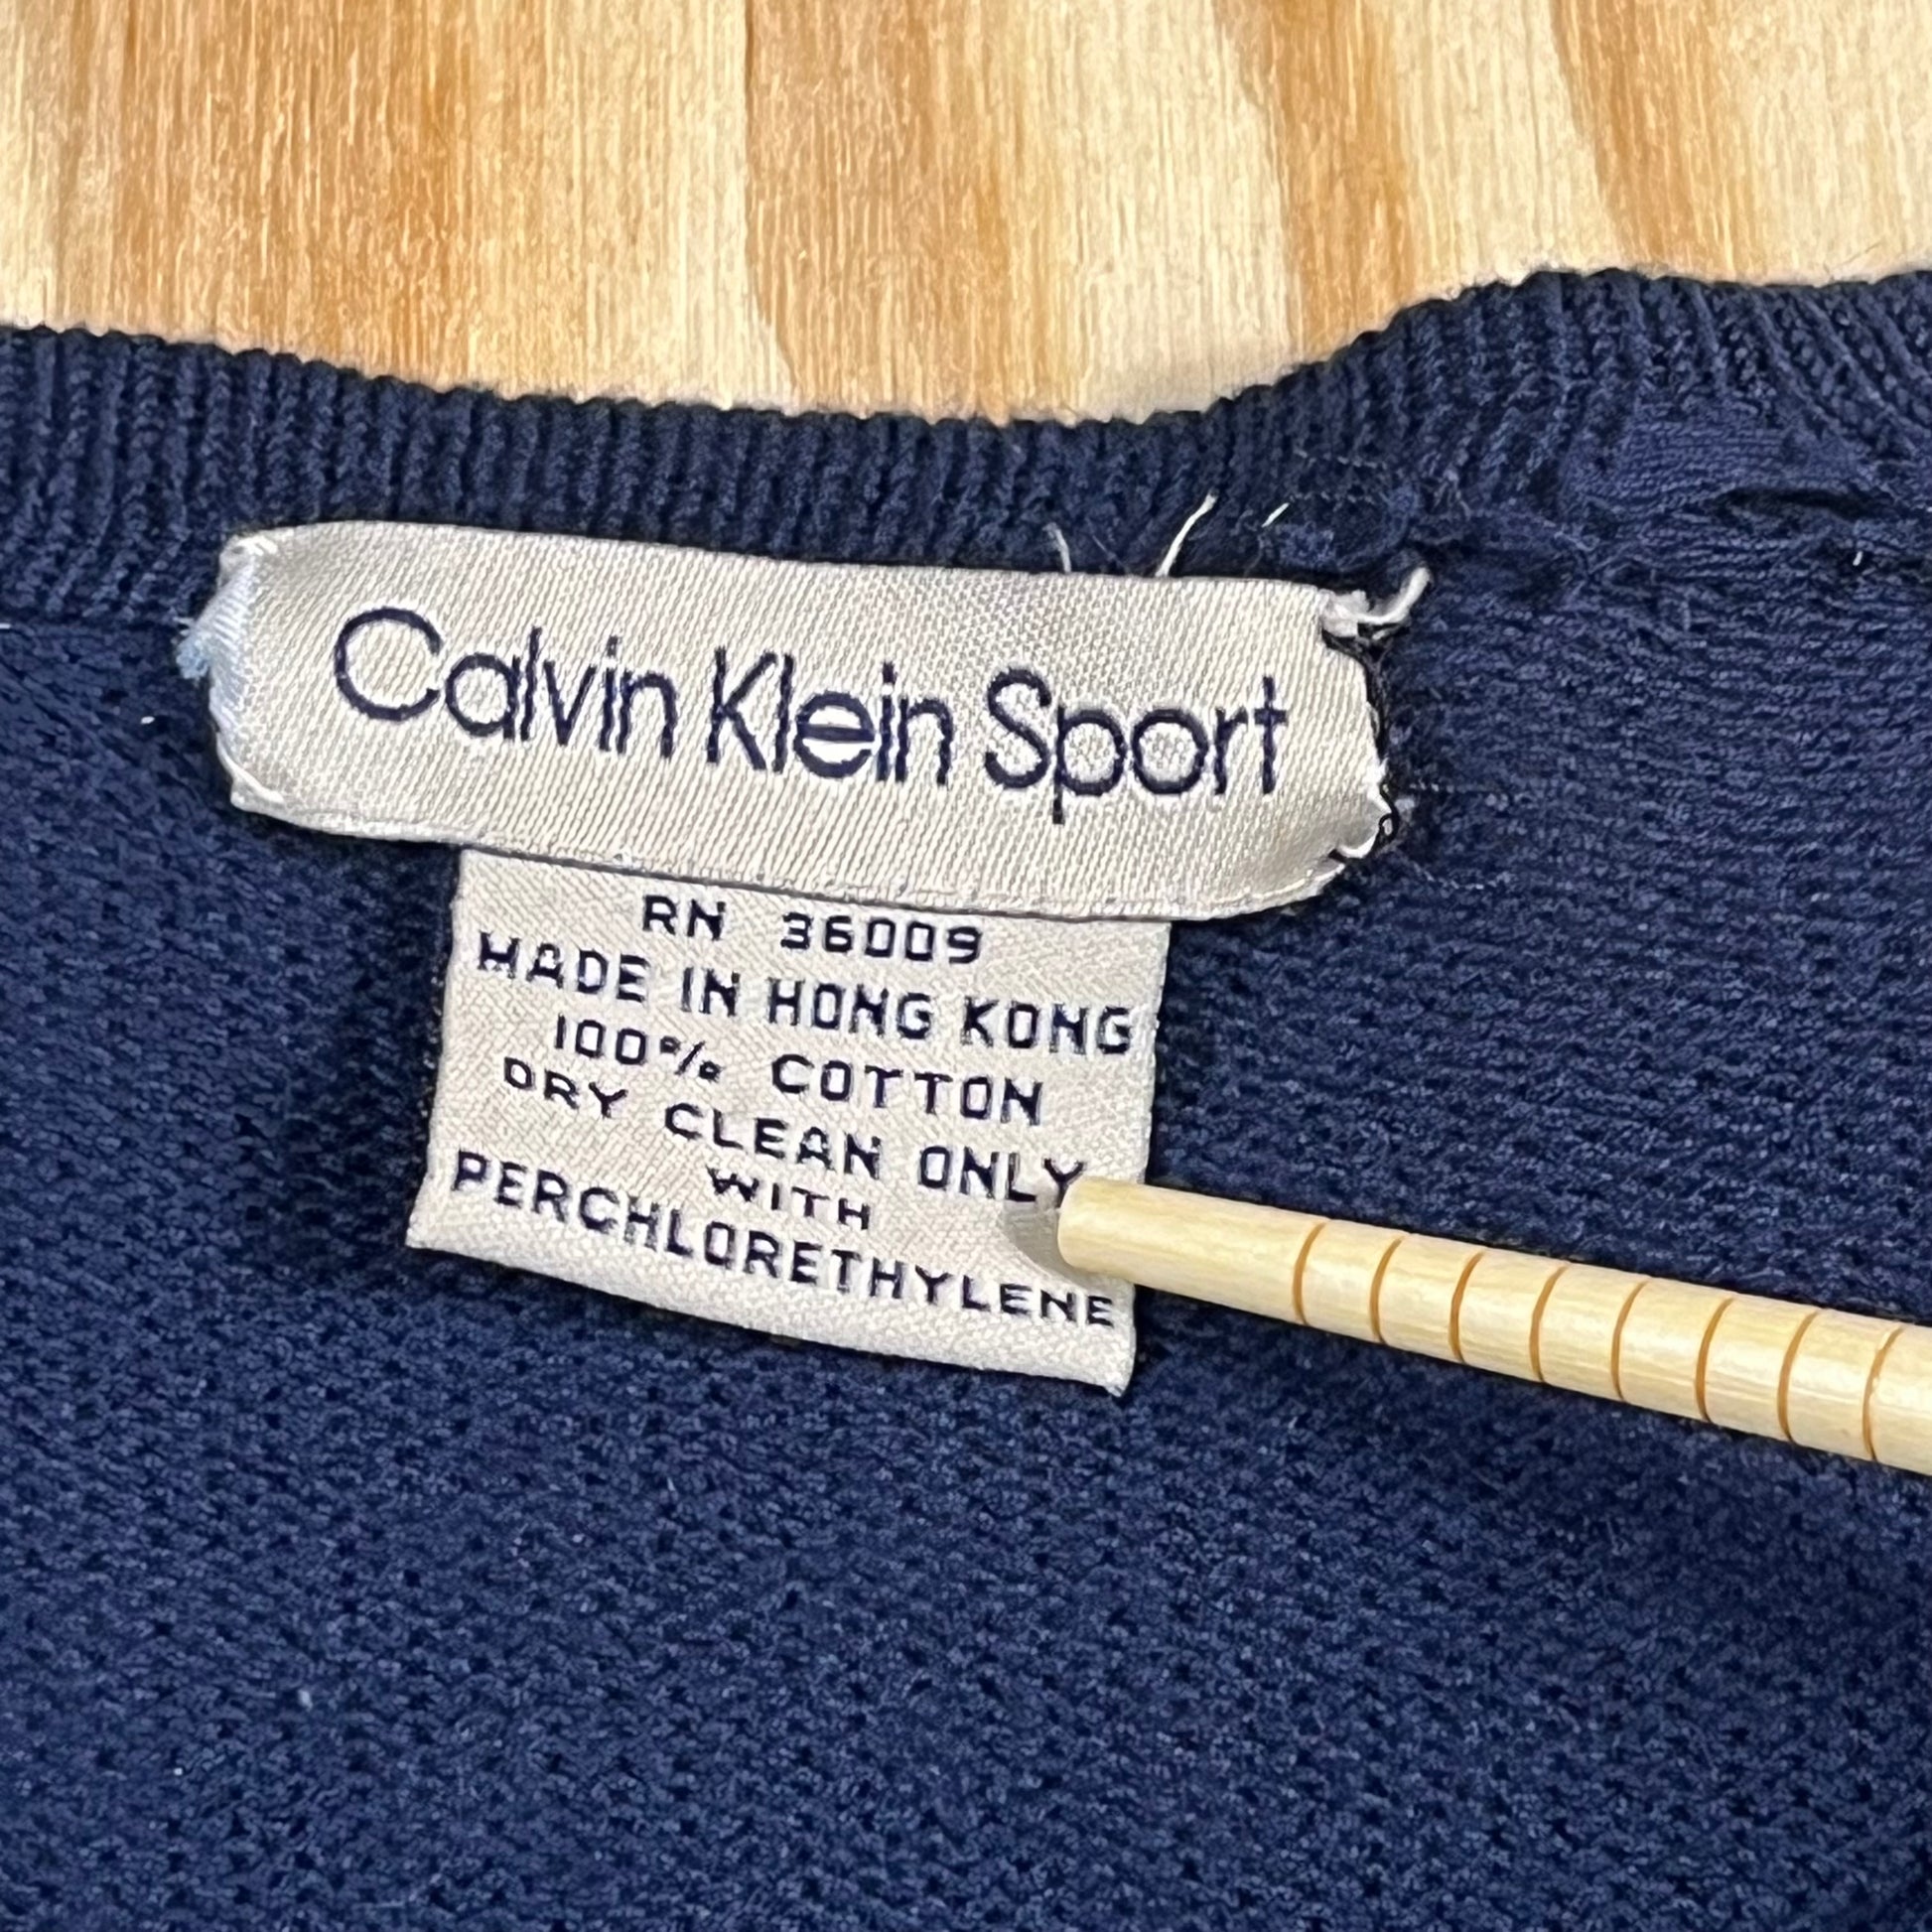 Calvin Klein Sport
RN 36009
MADE IN HONG KONG
100% COTTON
DRY CLEAN ONLY
WITH
PERCHLORETHYLENE